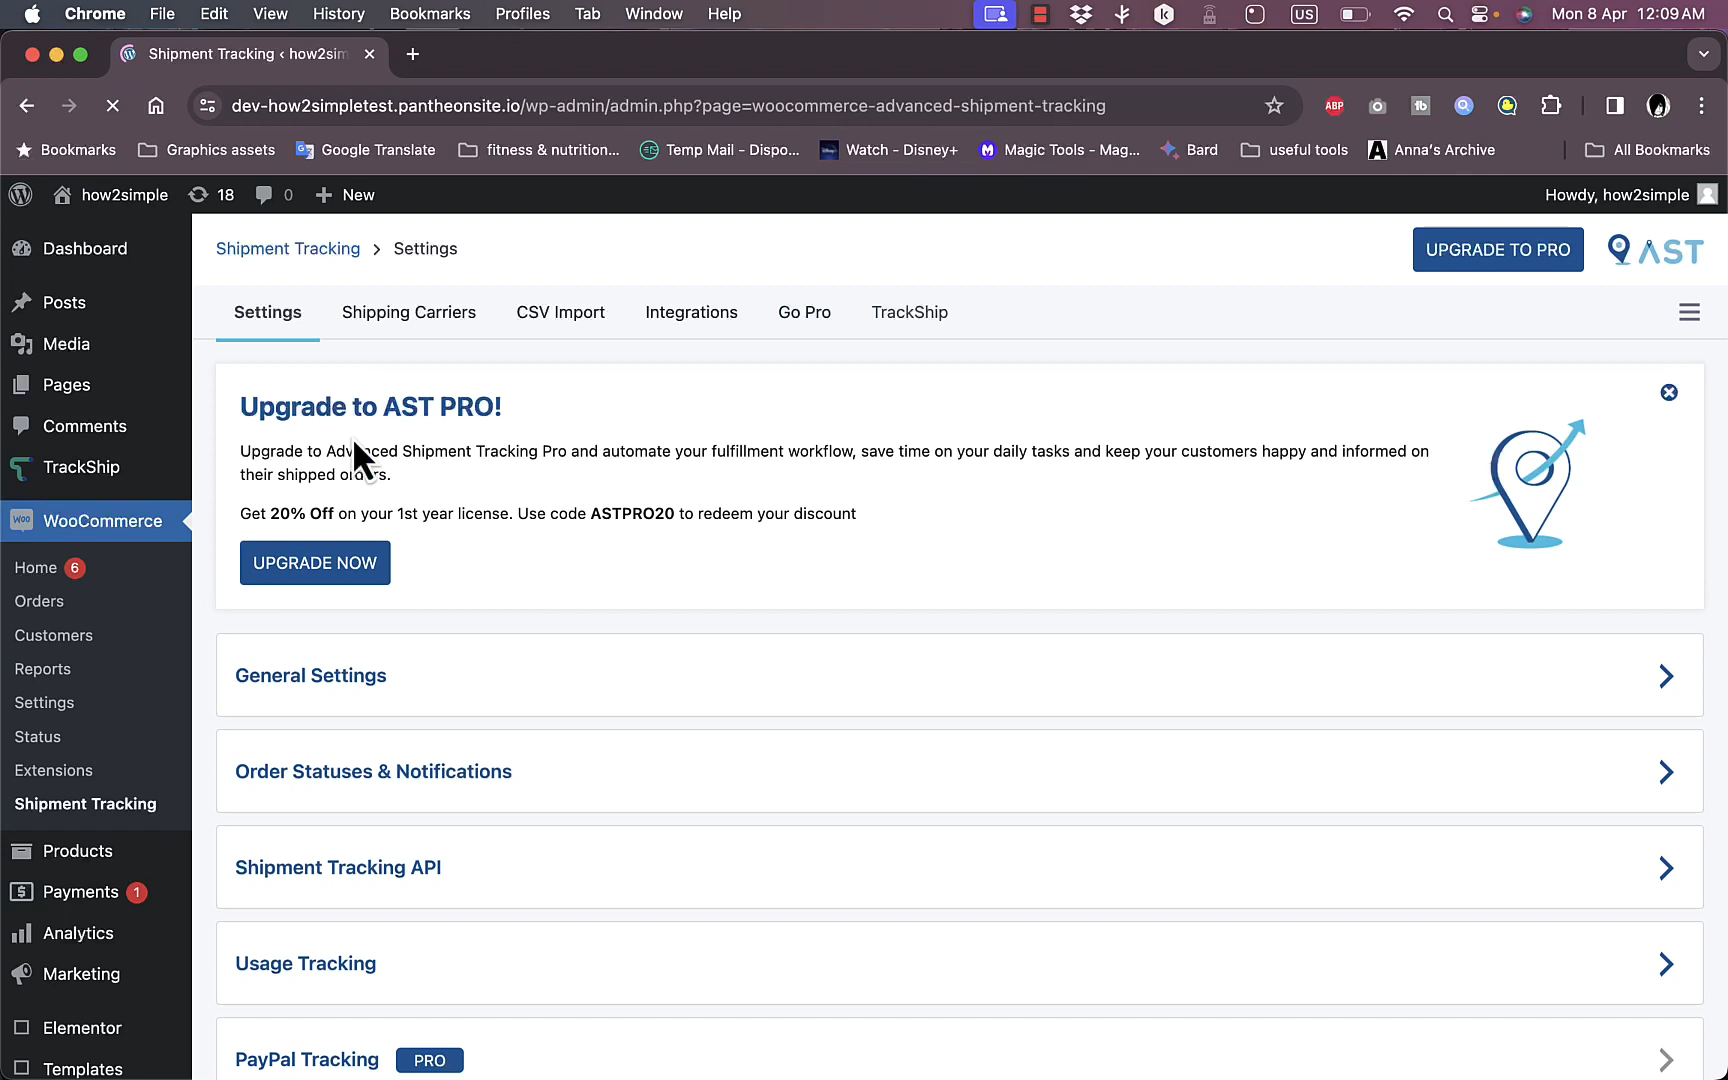 Chrome File Edit View History Bookmarks Profiles Tab Window Help US Mon 8 Apr 12:09 AM
Shipment Tracking ‹ how2sim
dev-how2simpletest.pantheonsite.io/wp-admin/admin.php?page=woocommerce-advanced-shipment-tracking ABP tb
Bookmarks Graphics assets Google Translate fitness & nutrition... Temp Mail - Dispo... Watch - Disney+ Magic Tools - Mag... Bard useful tools Anna's Archive All Bookmarks
how2simple 18 0 New Howdy, how2simple
Dashboard
Posts
Media
Pages
Comments
TrackShip
WooCommerce
Home 6
Orders
Customers
Reports
Settings
Status
Extensions
Shipment Tracking
Products
Payments 1
Analytics
Marketing
Elementor
Templates
Shipment Tracking > Settings
UPGRADE TO PRO AST
Settings Shipping Carriers CSV Import Integrations Go Pro TrackShip
Upgrade to AST PRO!
Upgrade to Advanced Shipment Tracking Pro and automate your fulfillment workflow, save time on your daily tasks and keep your customers happy and informed on
their shipped orders.
Get 20% Off on your 1st year license. Use code ASTPRO20 to redeem your discount
UPGRADE NOW
General Settings
Order Statuses & Notifications
Shipment Tracking API
Usage Tracking
PayPal Tracking PRO